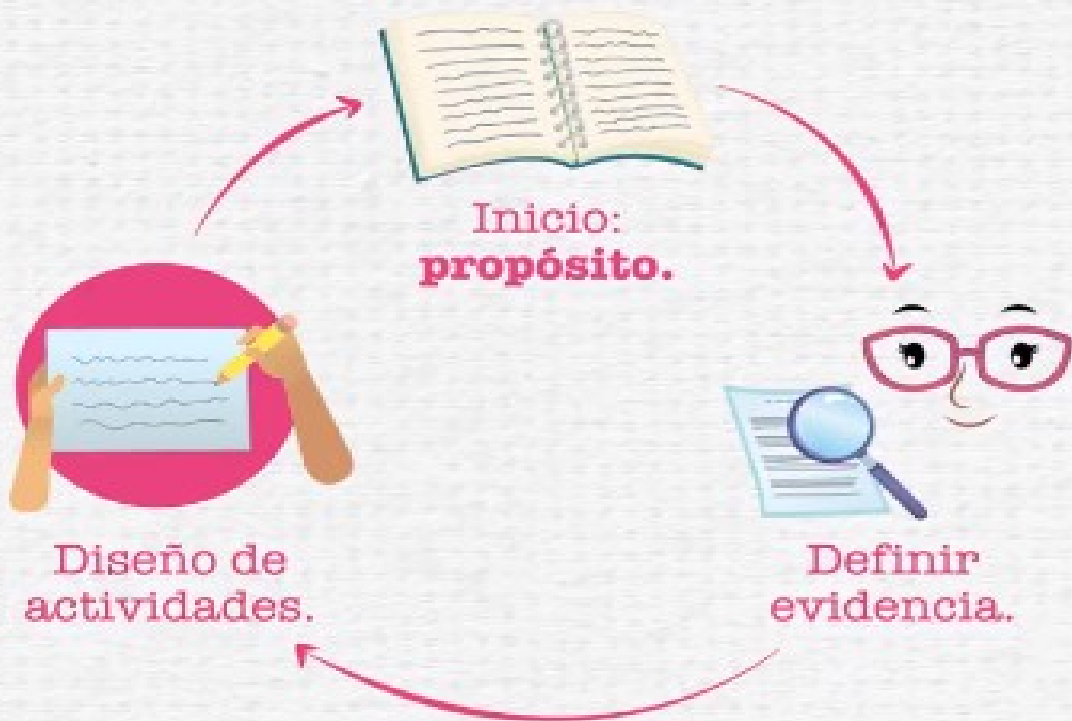 Inicio:
propósito.
Definir
evidencia.
Diseño de
actividades.